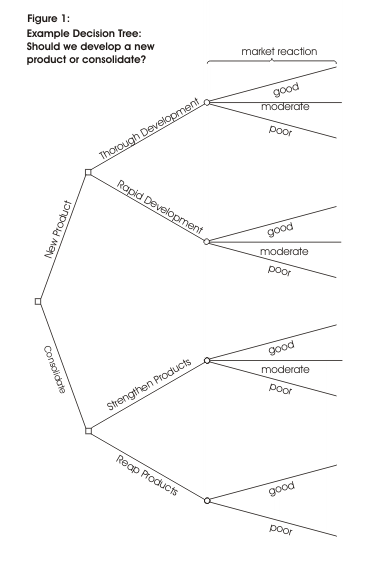 Figure 1:
Example Decision Tree:
Should we develop a new
product or consolidate?
market reaction
Thorough Development
good
moderate
poor
New Product
Rapid Development
good
moderate
poor
Consolidate
Strengthen Products
good
moderate
poor
Reap Products
good
poor